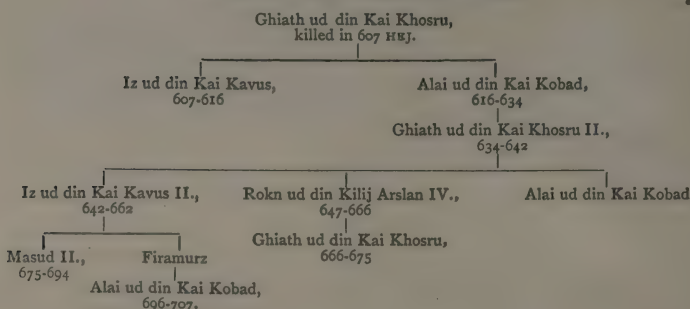 Ghiath ud din Kai Khosru,
killed in 607 HEJ.
Iz ud din Kai Kavus,
607-616
Alai ud din Kai Kobad,
616-634
Ghiath ud din Kai Khosru II.,
634-642
Iz ud din Kai Kavus II.,
642-662
Rokn ud din Kilij Arslan IV.,
647-666
Alai ud din Kai Kobad
Ghiath ud din Kai Khosru,
666-675
Masud II.,
675-694
Firamurz
Alai ud din Kai Kobad,
696-707.